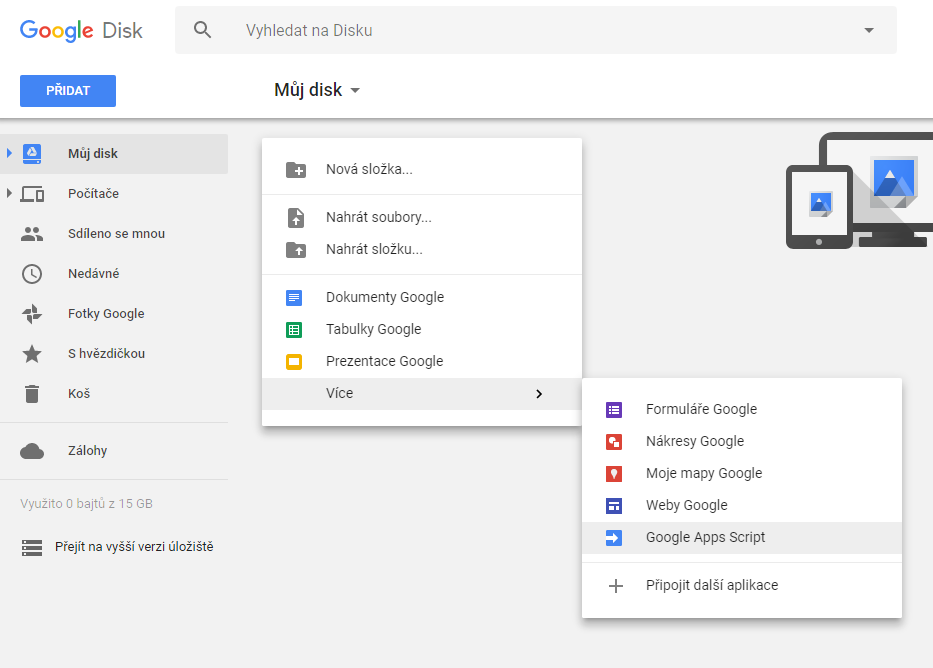 Google Disk
Vyhledat na Disku
PŘIDAT
Můj disk
Můj disk
Počítače
Sdíleno se mnou
Nedávné
Fotky Google
S hvězdičkou
Koš
Zálohy
Využito 0 bajtů z 15 GB
Přejít na vyšší verzi úložiště
Nová složka...
Nahrát soubory...
Nahrát složku...
Dokumenty Google
Tabulky Google
Prezentace Google
Více
Formuláře Google
Nákresy Google
Moje mapy Google
Weby Google
Google Apps Script
Připojit další aplikace